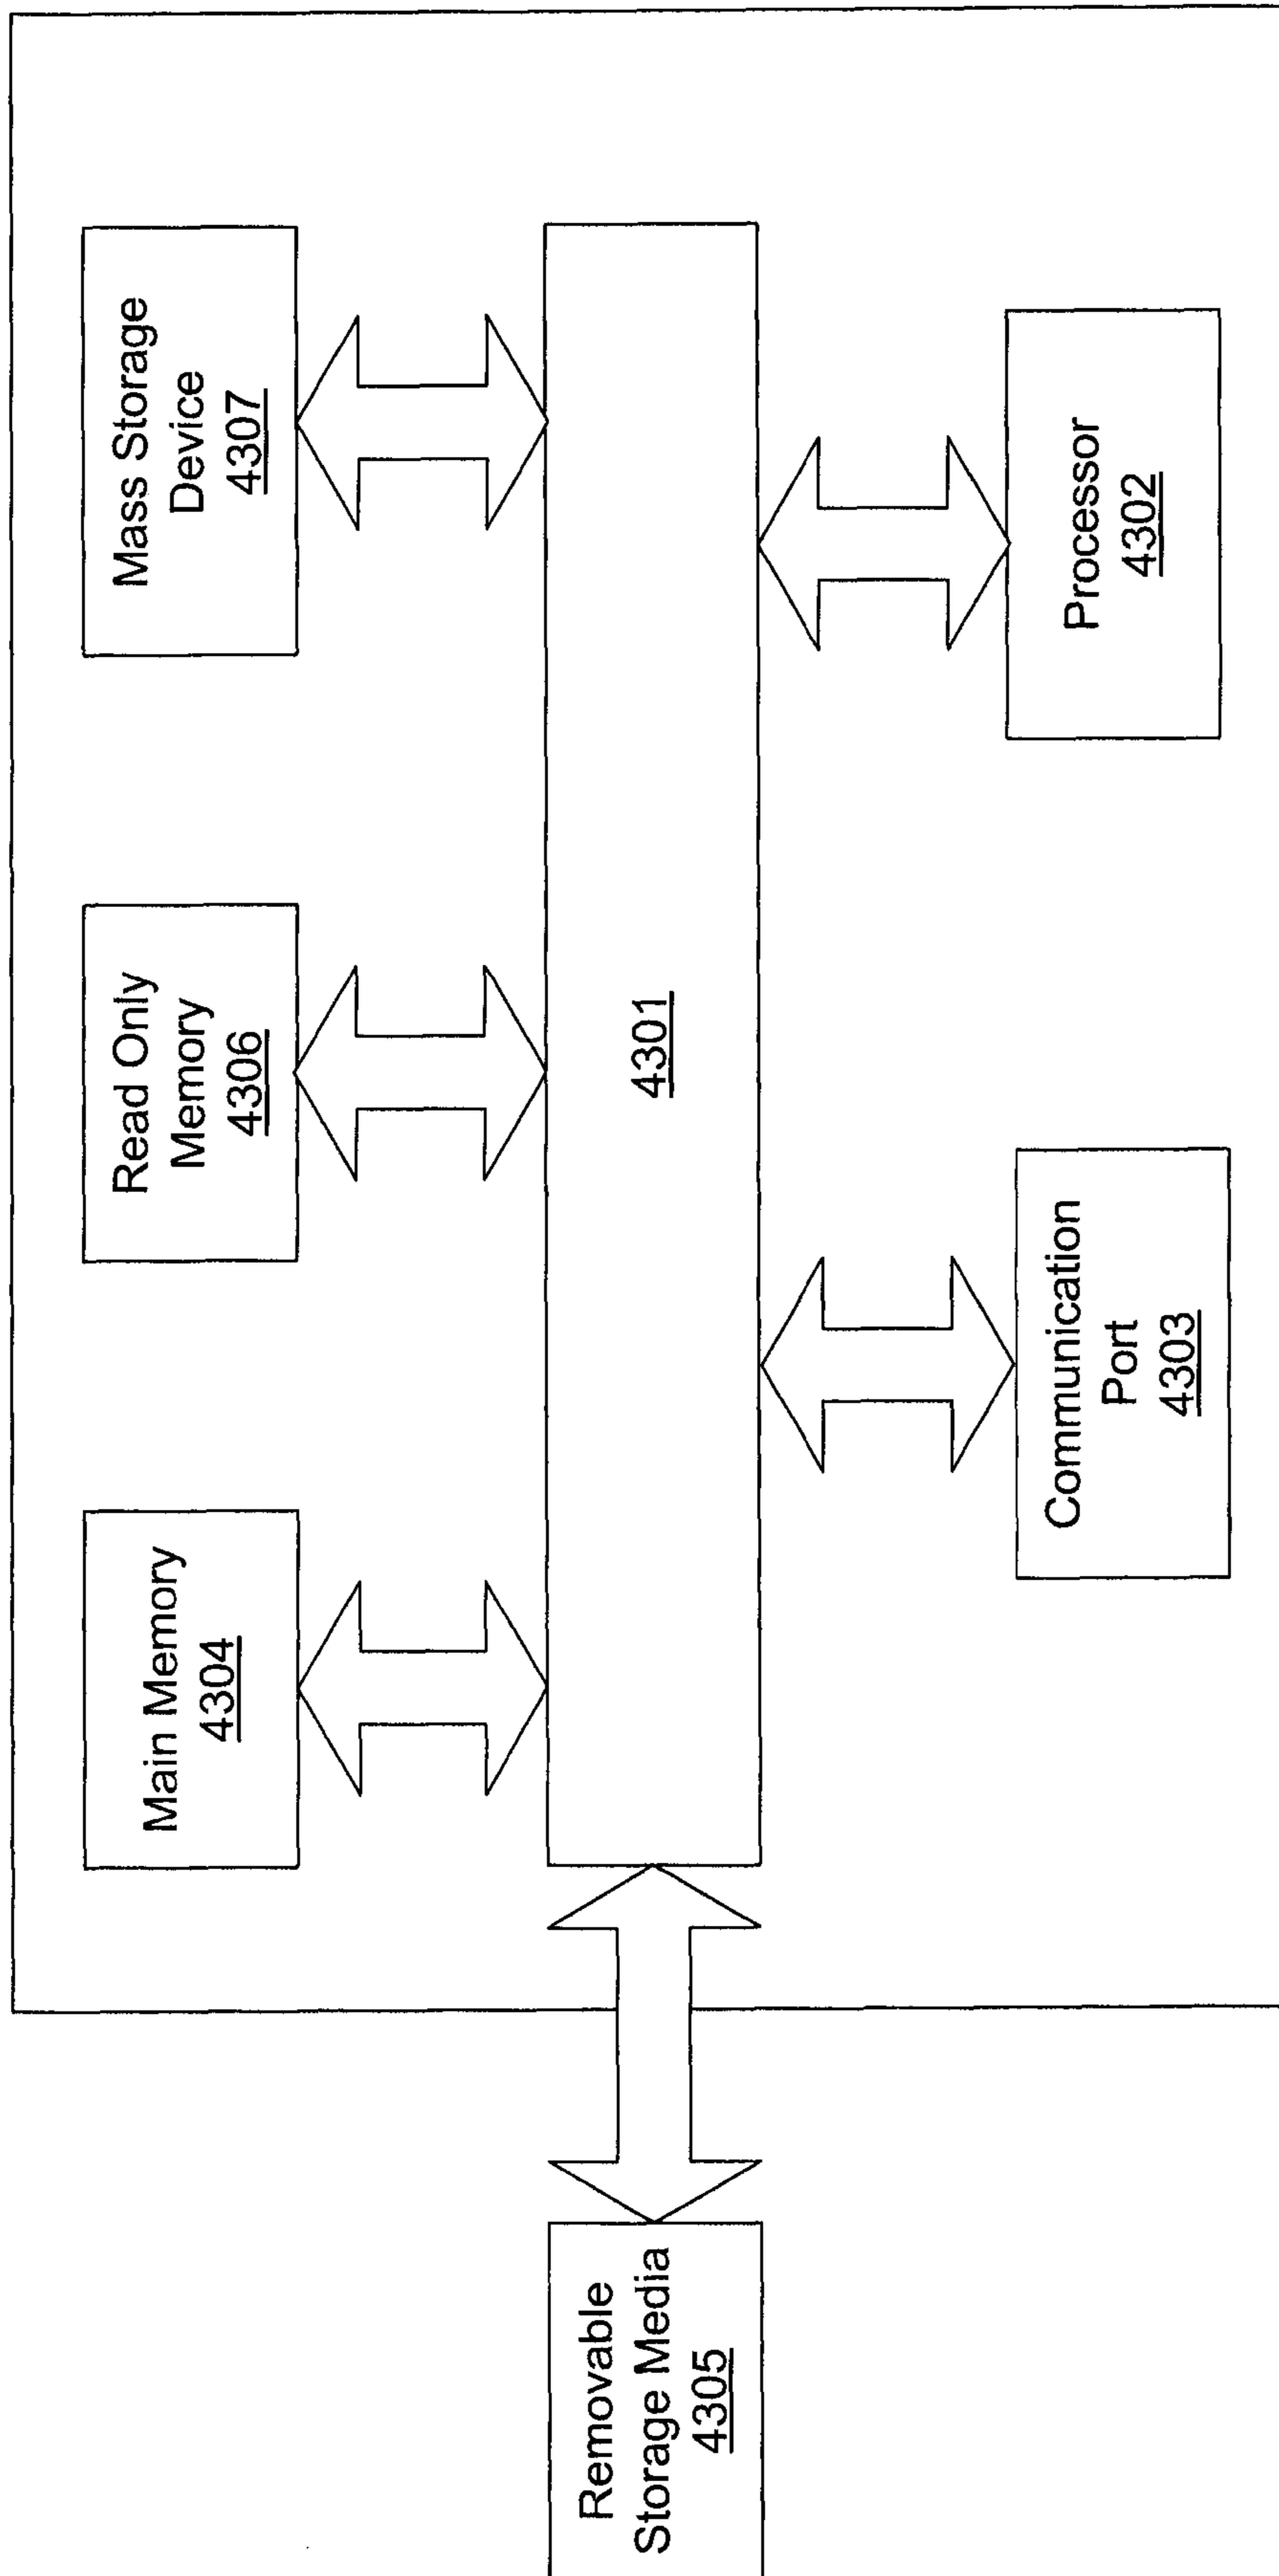 Main Memory
4304
Read Only
Memory
4306
Mass Storage
Device
4307
Removable
Storage Media
4305
4301
Communication
Port
4303
Processor
4302